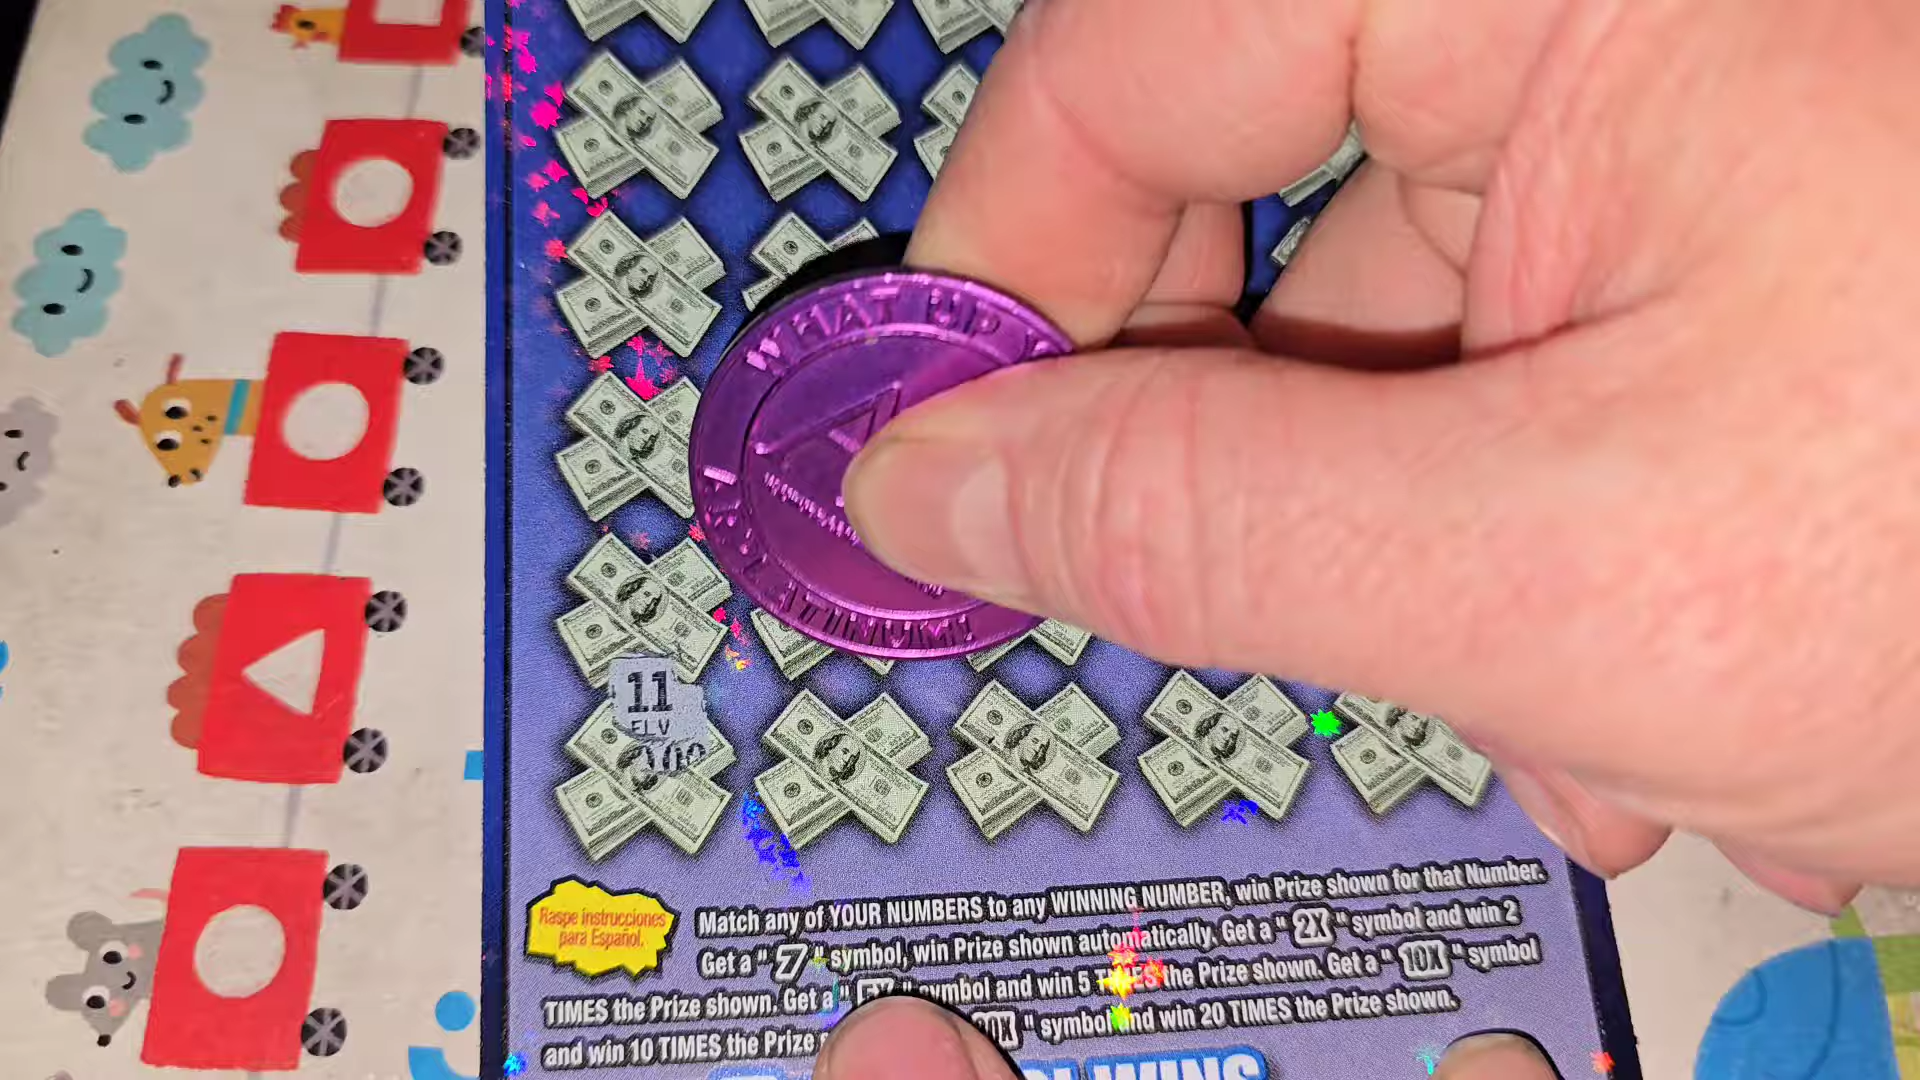 WHAT UP
PLATINUM!
11
ELV
Raspe instrucciones
para Español.
Match any of YOUR NUMBERS to any WINNING NUMBER, win Prize shown for that Number.
Get a " 7 " symbol, win Prize shown automatically. Get a " 2X " symbol and win 2
TIMES the Prize shown. Get a " symbol and win 5 TIMES the Prize shown. Get a " 10X " symbol
and win 10 TIMES the Prize " symbol and win 20 TIMES the Prize shown.
WINS